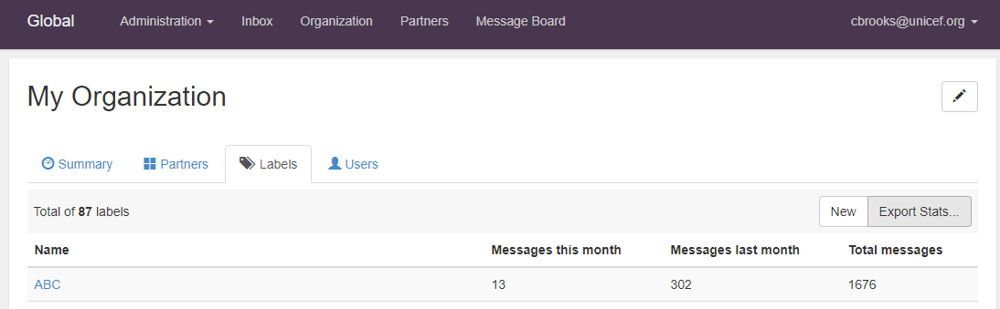 Global Administration Inbox Organization Partners Message Board cbrooks@unicef.org
My Organization
Summary Partners Labels Users
Total of 87 labels New Export Stats...
Name Messages this month Messages last month Total messages
ABC 13 302 1676